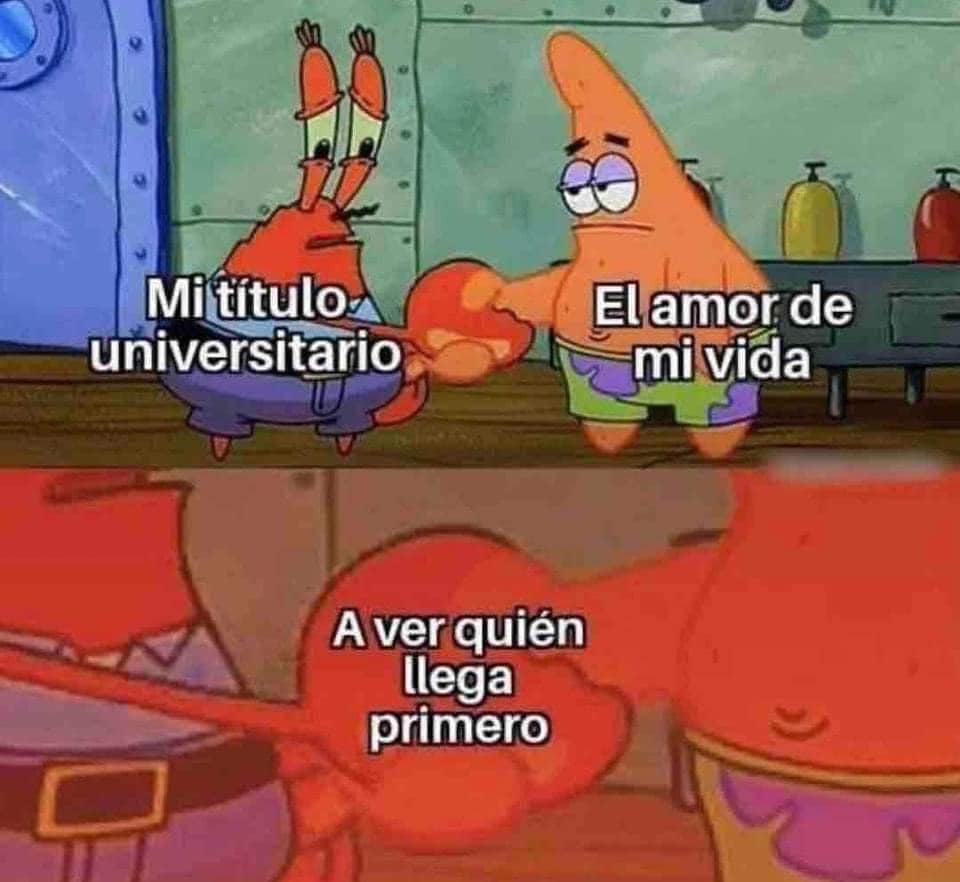 Mi título
universitario
El amor de
mi vida
A ver quién
llega
primero